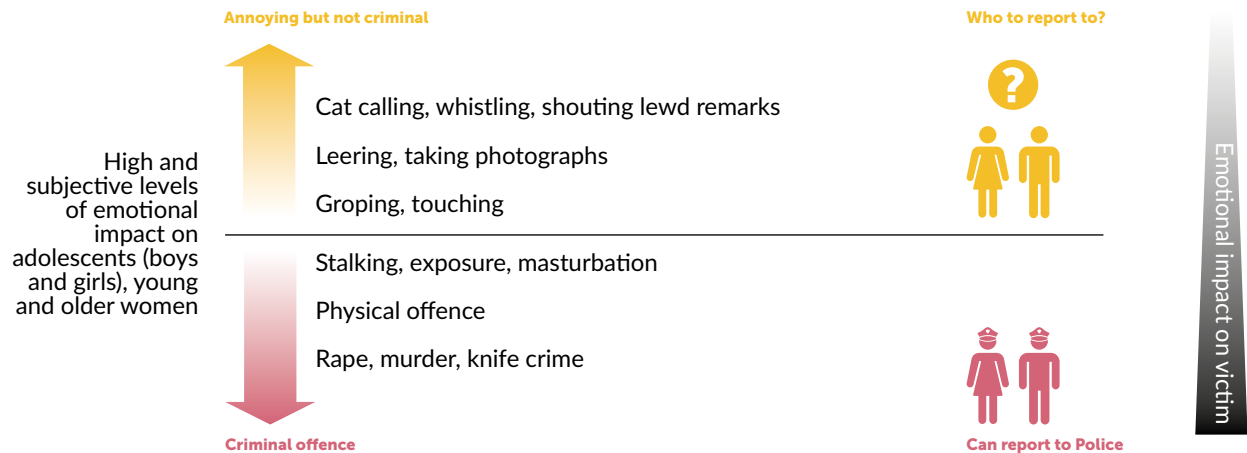 Annoying but not criminal
Who to report to?
?
Cat calling, whistling, shouting lewd remarks
Leering, taking photographs
Groping, touching
High and
subjective levels
of emotional
impact on
adolescents (boys
and girls), young
and older women
Stalking, exposure, masturbation
Physical offence
Rape, murder, knife crime
Criminal offence
Can report to Police
Emotional impact on victim